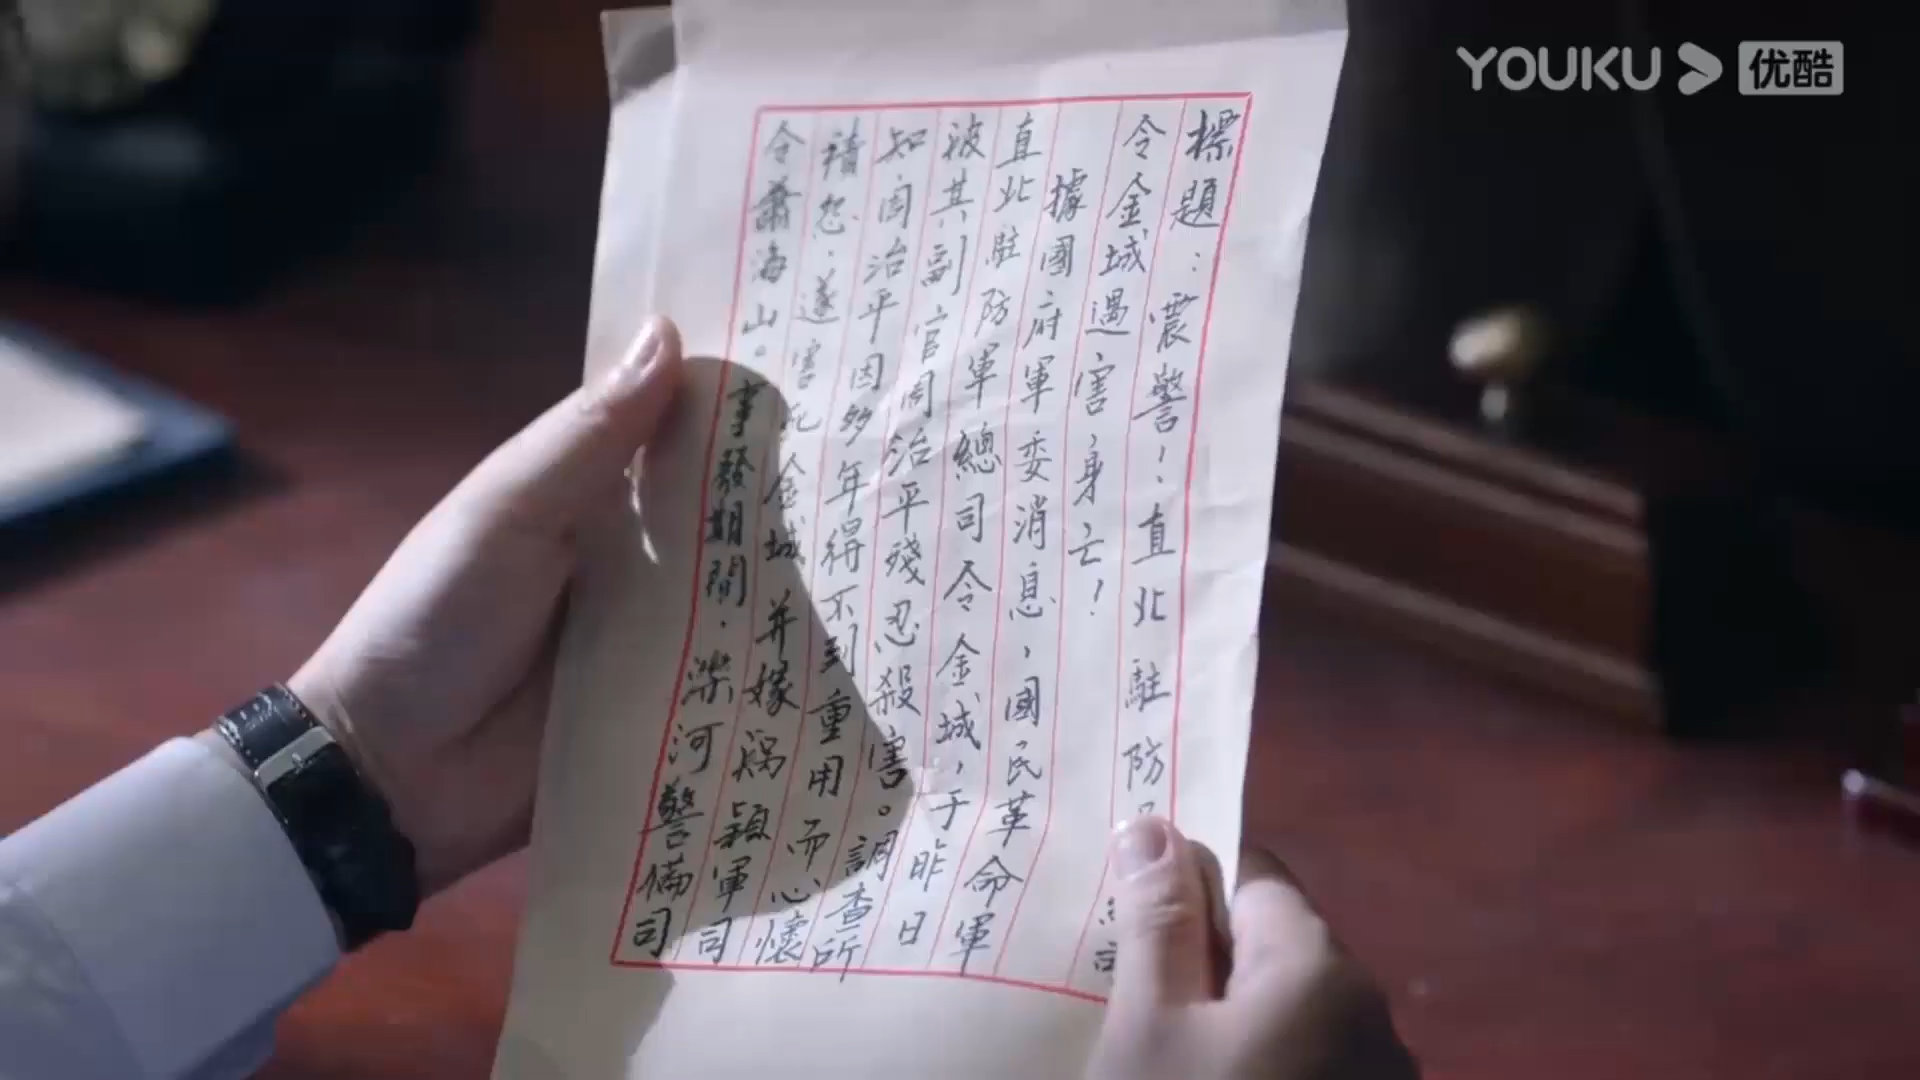 標題：震驚！直北駐防
令金城遇害身亡！
據國府軍委消息，國民革命軍
直北駐防軍總司令金城，于昨日
被其副官周治平殘忍殺害。調查所
知周治平因多年得不到重用而心懷
積怨，遂害死金城并嫁禍潁軍司
令蕭海山。事發期間，滦河警備司
YOUKU 优酷